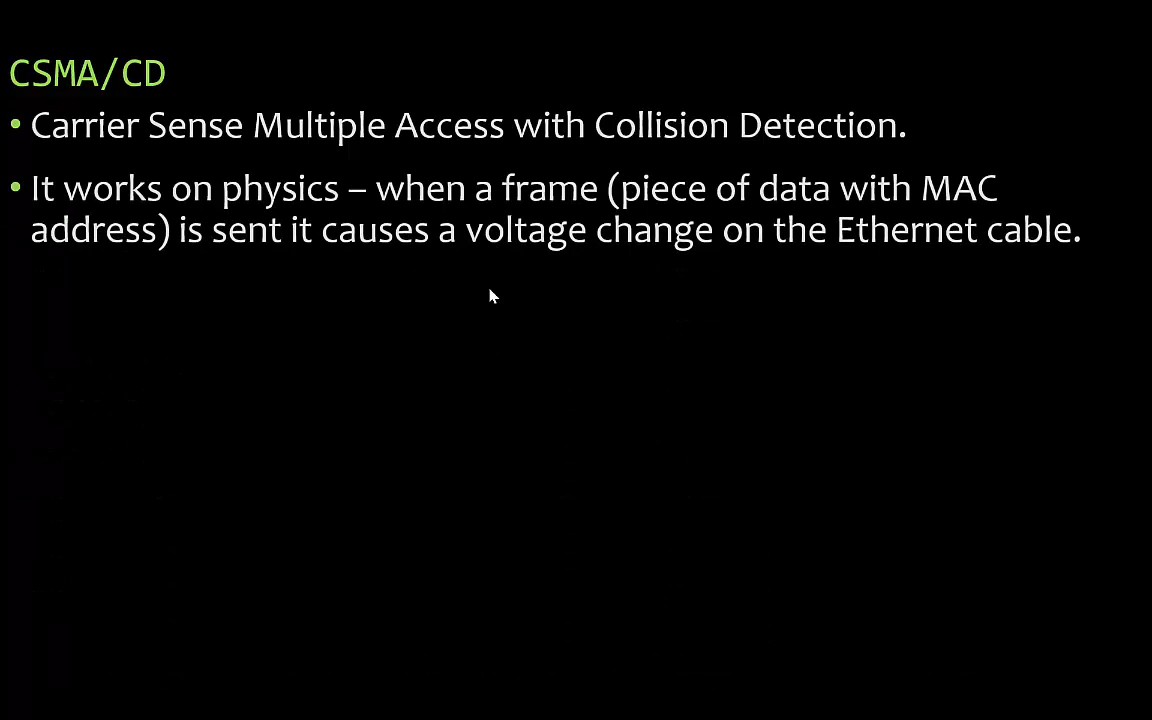 CSMA/CD
• Carrier Sense Multiple Access with Collision Detection.
• It works on physics – when a frame (piece of data with MAC
address) is sent it causes a voltage change on the Ethernet cable.